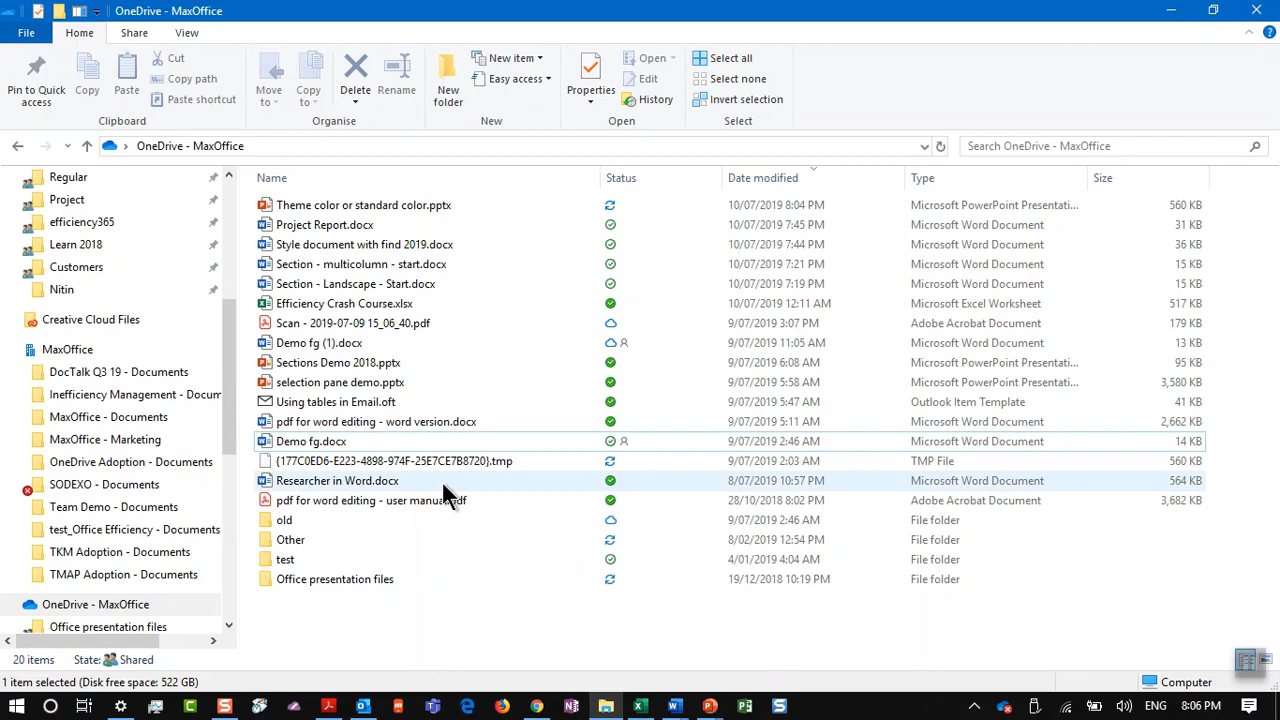 OneDrive - MaxOffice
File Home Share View
Pin to Quick access
Copy
Paste
Cut
Copy path
Paste shortcut
Clipboard
Move to
Copy to
Delete
Rename
Organise
New folder
New item
Easy access
New
Properties
Open
Edit
History
Open
Select all
Select none
Invert selection
Select
OneDrive - MaxOffice
Search OneDrive - MaxOffice
Regular
Project
efficiency365
Learn 2018
Customers
Nitin
Creative Cloud Files
MaxOffice
DocTalk Q3 19 - Documents
Inefficiency Management - Docum
MaxOffice - Documents
MaxOffice - Marketing
OneDrive Adoption - Documents
SODEXO - Documents
Team Demo - Documents
test_Office Efficiency - Documents
TKM Adoption - Documents
TMAP Adoption - Documents
OneDrive - MaxOffice
Office presentation files
Name Status Date modified Type Size
Theme color or standard color.pptx 10/07/2019 8:04 PM Microsoft PowerPoint Presentati... 560 KB
Project Report.docx 10/07/2019 7:45 PM Microsoft Word Document 31 KB
Style document with find 2019.docx 10/07/2019 7:44 PM Microsoft Word Document 36 KB
Section - multicolumn - start.docx 10/07/2019 7:21 PM Microsoft Word Document 15 KB
Section - Landscape - Start.docx 10/07/2019 7:19 PM Microsoft Word Document 15 KB
Efficiency Crash Course.xlsx 10/07/2019 12:11 AM Microsoft Excel Worksheet 517 KB
Scan - 2019-07-09 15_06_40.pdf 9/07/2019 3:07 PM Adobe Acrobat Document 179 KB
Demo fg (1).docx 9/07/2019 11:05 AM Microsoft Word Document 13 KB
Sections Demo 2018.pptx 9/07/2019 6:08 AM Microsoft PowerPoint Presentati... 95 KB
selection pane demo.pptx 9/07/2019 5:58 AM Microsoft PowerPoint Presentati... 3,580 KB
Using tables in Email.oft 9/07/2019 5:47 AM Outlook Item Template 41 KB
pdf for word editing - word version.docx 9/07/2019 5:11 AM Microsoft Word Document 2,662 KB
Demo fg.docx 9/07/2019 2:46 AM Microsoft Word Document 14 KB
{177C0ED6-E223-4898-974F-25E7CE7B8720}.tmp 9/07/2019 2:03 AM TMP File 560 KB
Researcher in Word.docx 8/07/2019 10:57 PM Microsoft Word Document 564 KB
pdf for word editing - user manual.pdf 28/10/2018 8:02 PM Adobe Acrobat Document 3,682 KB
old 9/07/2019 2:46 AM File folder
Other 8/02/2019 12:54 PM File folder
test 4/01/2019 4:04 AM File folder
Office presentation files 19/12/2018 10:19 PM File folder
20 items State: Shared
1 item selected (Disk free space: 522 GB) Computer
ENG 8:06 PM